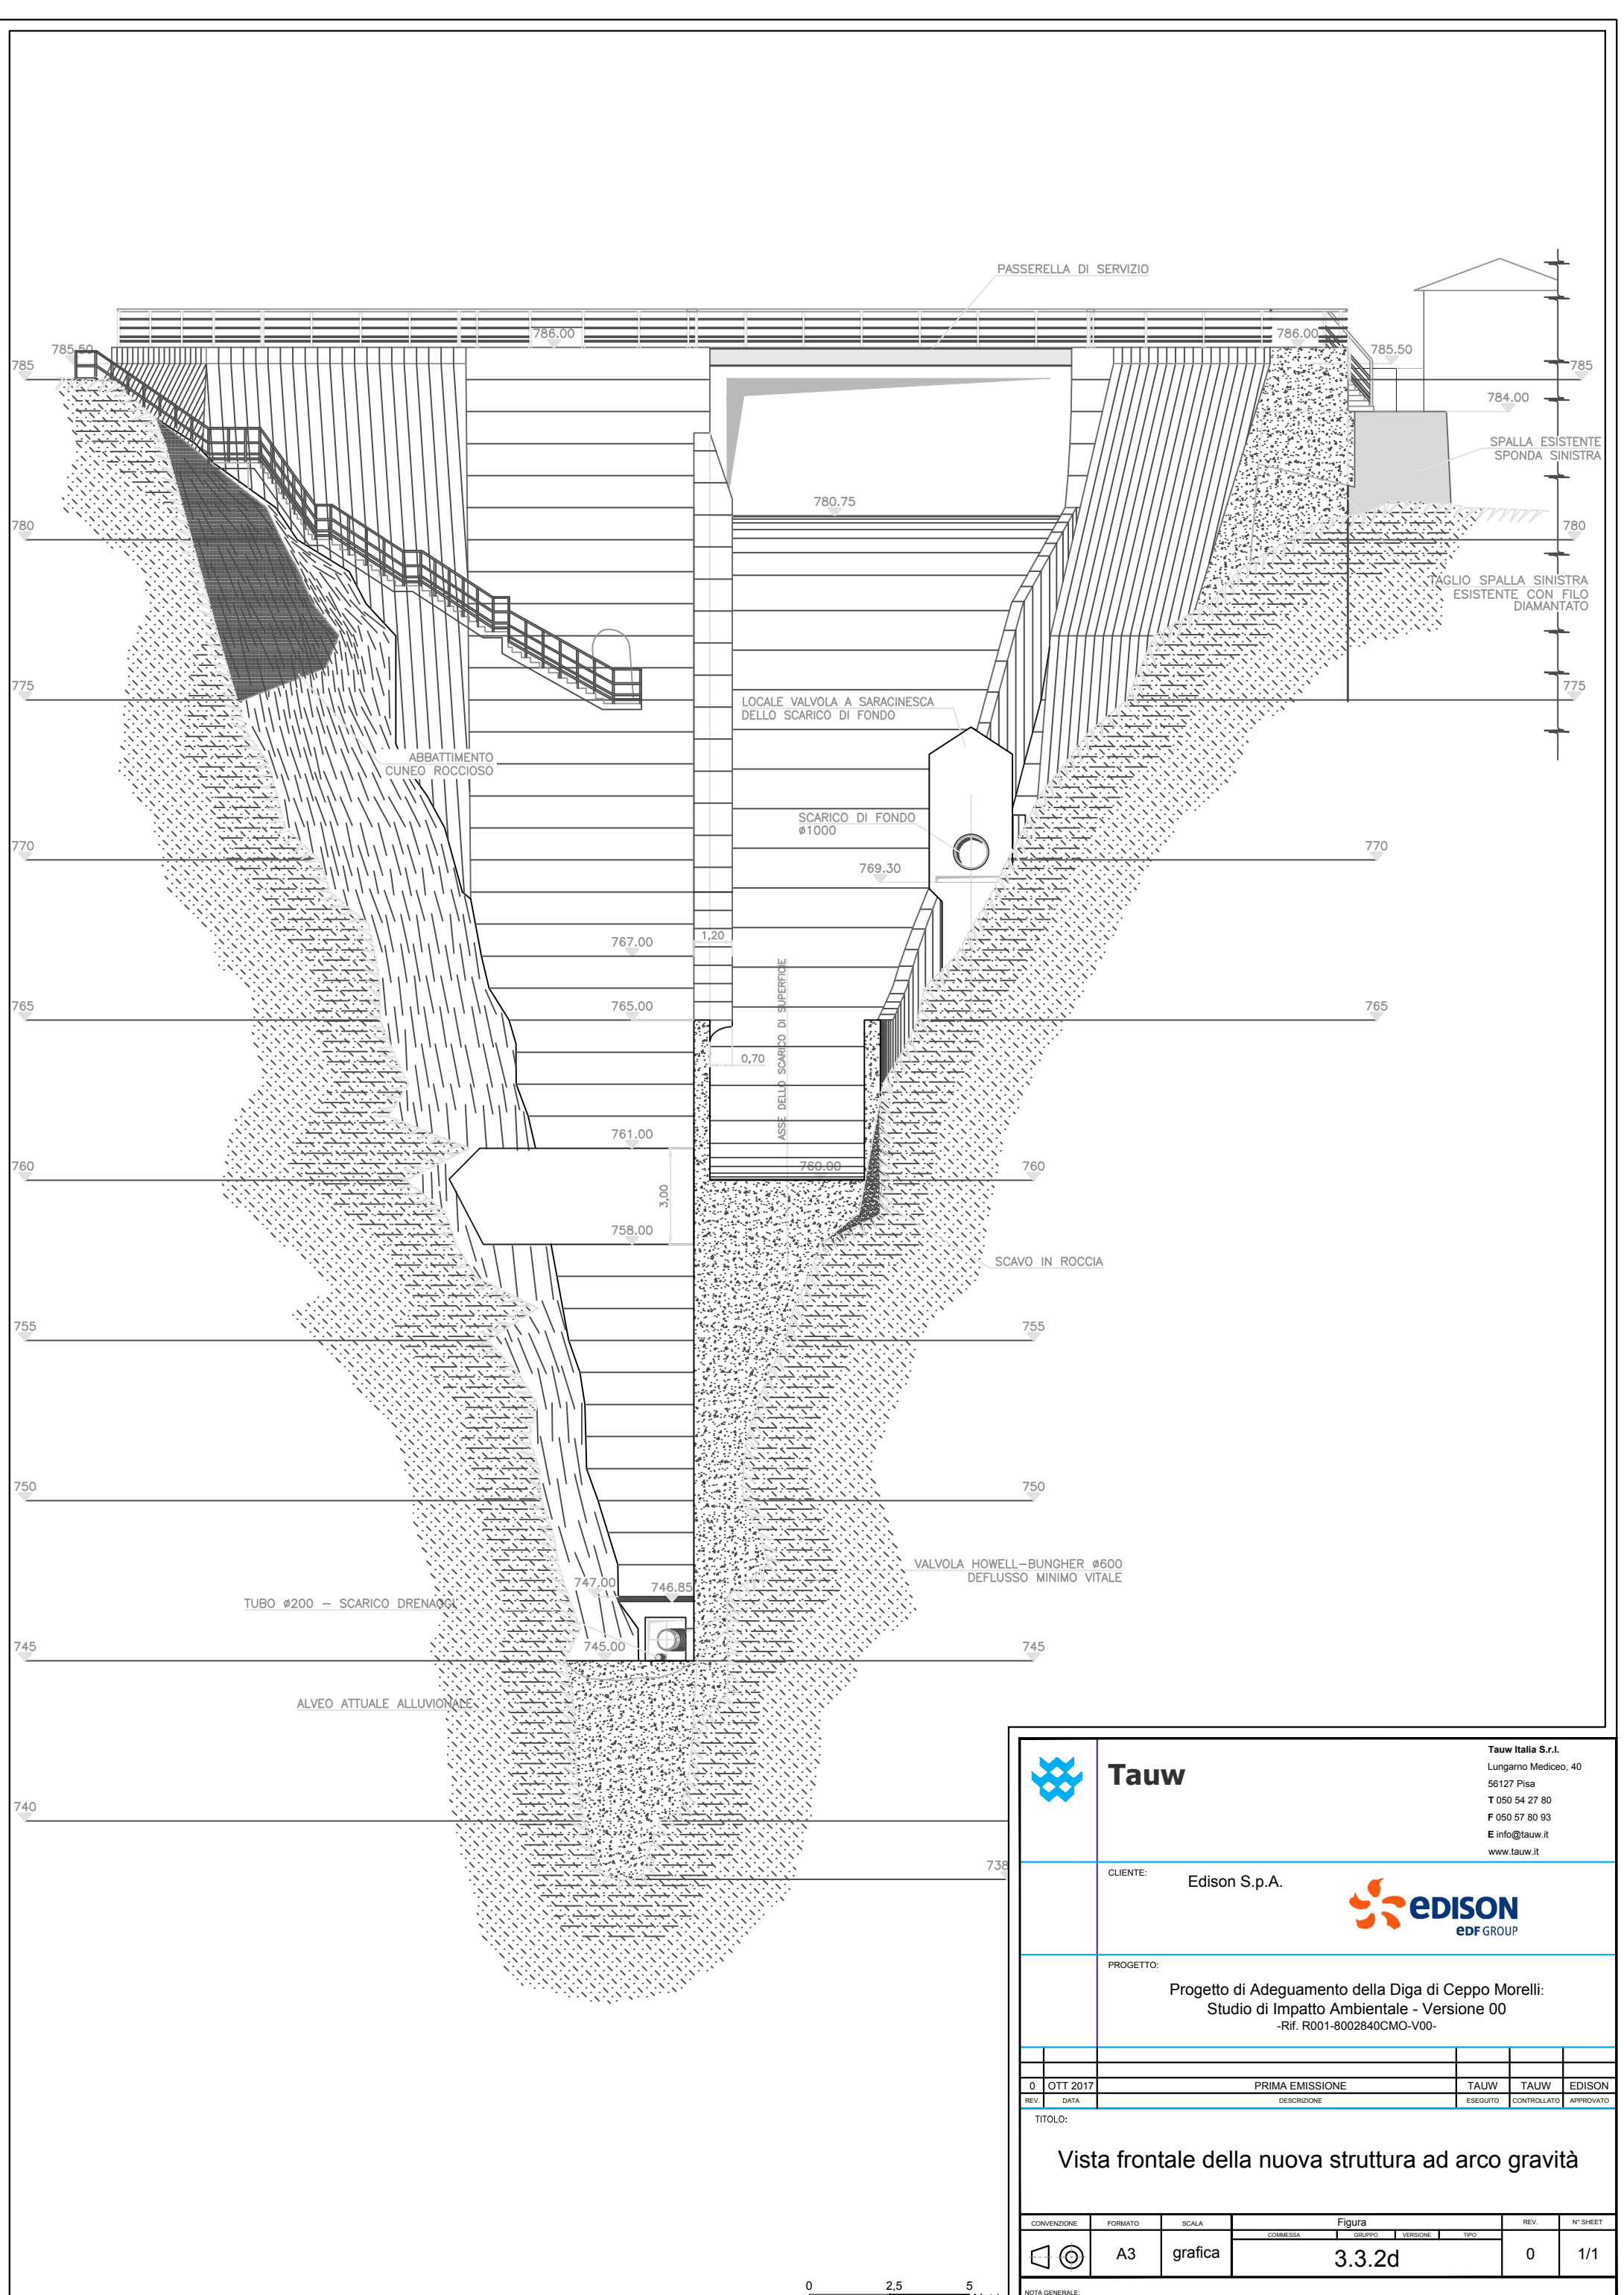 PASSERELLA DI SERVIZIO
786.00
786.00
785.50
785.50
785
785
784.00
SPALLA ESISTENTE
SPONDA SINISTRA
780.75
780
780
TAGLIO SPALLA SINISTRA
ESISTENTE CON FILO
DIAMANTATO
775
775
LOCALE VALVOLA A SARACINESCA
DELLO SCARICO DI FONDO
ABBATTIMENTO
CUNEO ROCCIOSO
SCARICO DI FONDO
ø1000
770
770
769.30
767.00
1,20
ASSE DELLO SCARICO DI SUPERFICIE
765
765.00
765
0,70
761.00
760
760.00
760
3,00
758.00
SCAVO IN ROCCIA
755
755
750
750
VALVOLA HOWELL-BUNGHER ø600
DEFLUSSO MINIMO VITALE
747.00
746.85
TUBO ø200 - SCARICO DRENAGGI
745
745.00
745
ALVEO ATTUALE ALLUVIONALE
740
738
Tauw
Tauw Italia S.r.l.
Lungarno Mediceo, 40
56127 Pisa
T 050 54 27 80
F 050 57 80 93
E info@tauw.it
www.tauw.it
CLIENTE:
Edison S.p.A.
EDISON
EDF GROUP
PROGETTO:
Progetto di Adeguamento della Diga di Ceppo Morelli:
Studio di Impatto Ambientale - Versione 00
-Rif. R001-8002840CMO-V00-
0 OTT 2017 PRIMA EMISSIONE TAUW TAUW EDISON
REV. DATA DESCRIZIONE ESEGUITO CONTROLLATO APPROVATO
TITOLO:
Vista frontale della nuova struttura ad arco gravità
CONVENZIONE FORMATO SCALA Figura REV. N° SHEET
COMMESSA GRUPPO VERSIONE TIPO
A3 grafica 3.3.2d 0 1/1
0 2,5 5
NOTA GENERALE: